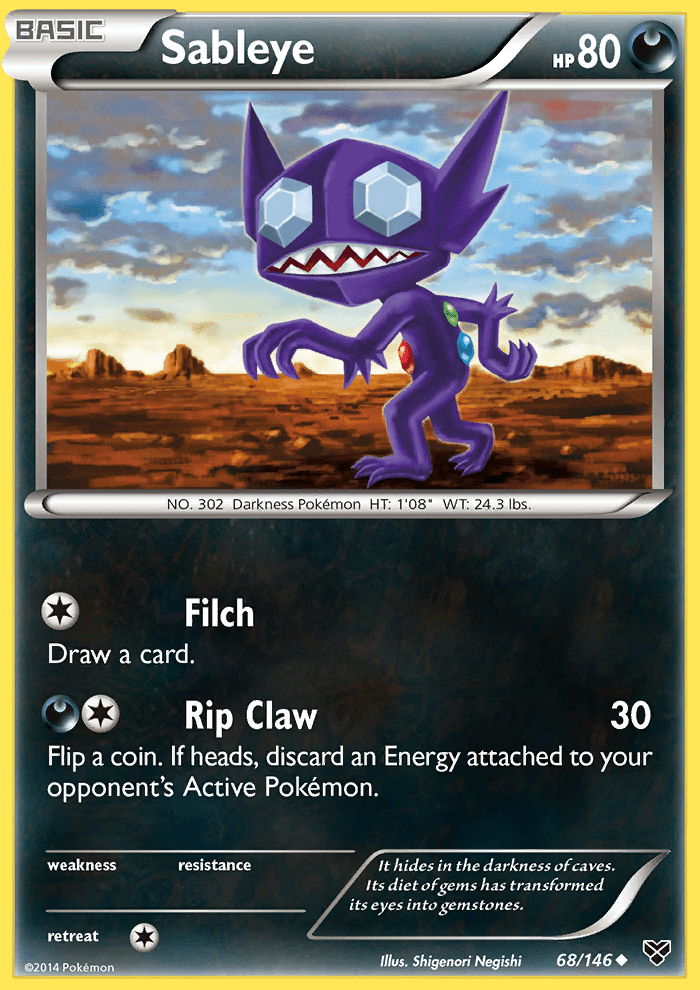 BASIC
Sableye
HP 80
NO. 302 Darkness Pokémon HT: 1'08" WT: 24.3 lbs.
Filch
Draw a card.
Rip Claw 30
Flip a coin. If heads, discard an Energy attached to your
opponent's Active Pokémon.
weakness resistance
It hides in the darkness of caves.
Its diet of gems has transformed
its eyes into gemstones.
retreat
©2014 Pokémon
Illus. Shigenori Negishi 68/146